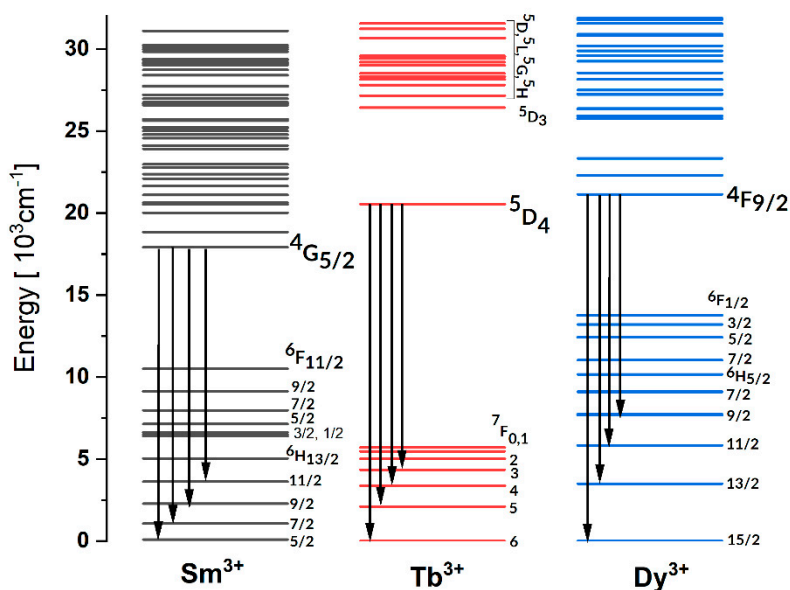 Energy [ 10³cm⁻¹]
30
25
20
15
10
5
0
⁴G5/2
⁶F11/2
9/2
7/2
5/2
3/2, 1/2
⁶H13/2
11/2
9/2
7/2
5/2
Sm³⁺
⁵D,⁵L,⁵G,⁵H
⁵D₃
⁵D₄
⁷F₀,₁
2
3
4
5
6
Tb³⁺
4F9/2
⁶F1/2
3/2
5/2
7/2
⁶H5/2
7/2
9/2
11/2
13/2
15/2
Dy³⁺